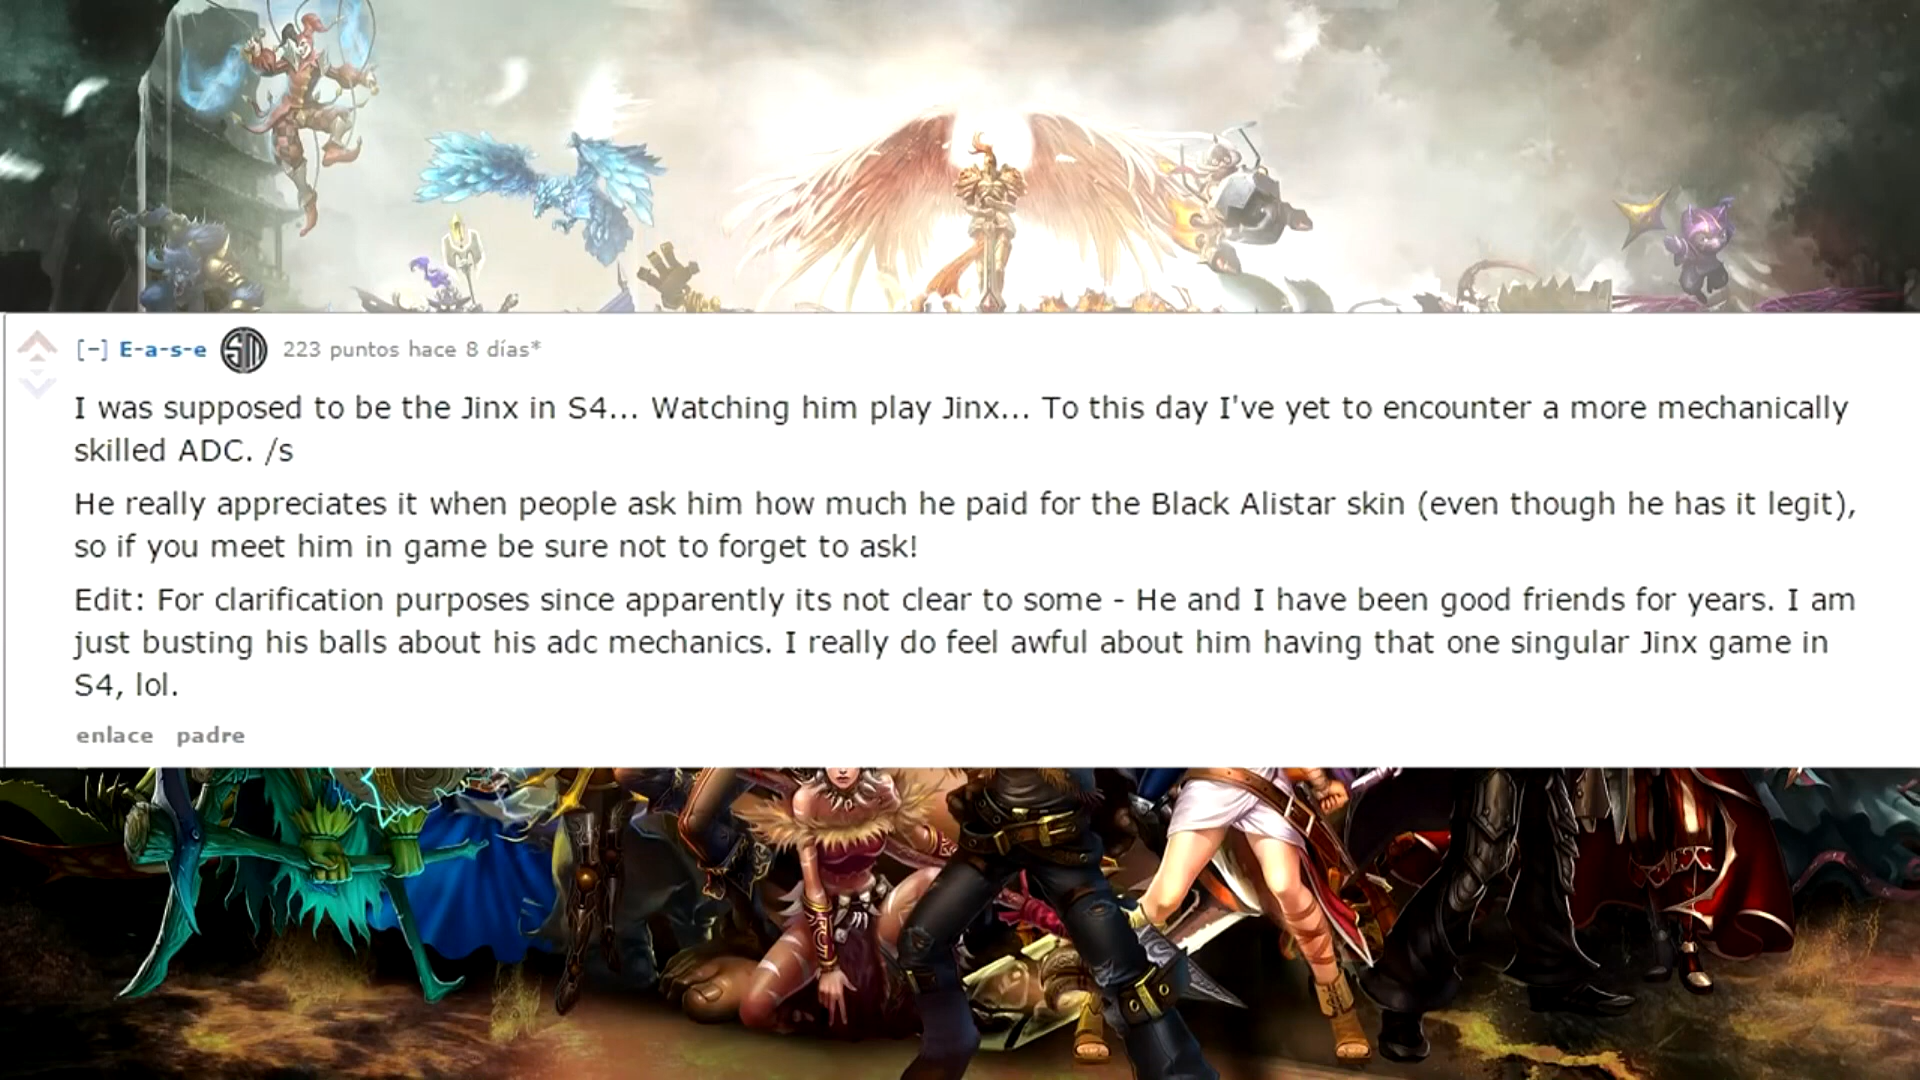 [-] E-a-s-e SM 223 puntos hace 8 días*
I was supposed to be the Jinx in S4... Watching him play Jinx... To this day I've yet to encounter a more mechanically
skilled ADC. /s
He really appreciates it when people ask him how much he paid for the Black Alistar skin (even though he has it legit),
so if you meet him in game be sure not to forget to ask!
Edit: For clarification purposes since apparently its not clear to some - He and I have been good friends for years. I am
just busting his balls about his adc mechanics. I really do feel awful about him having that one singular Jinx game in
S4, lol.
enlace padre